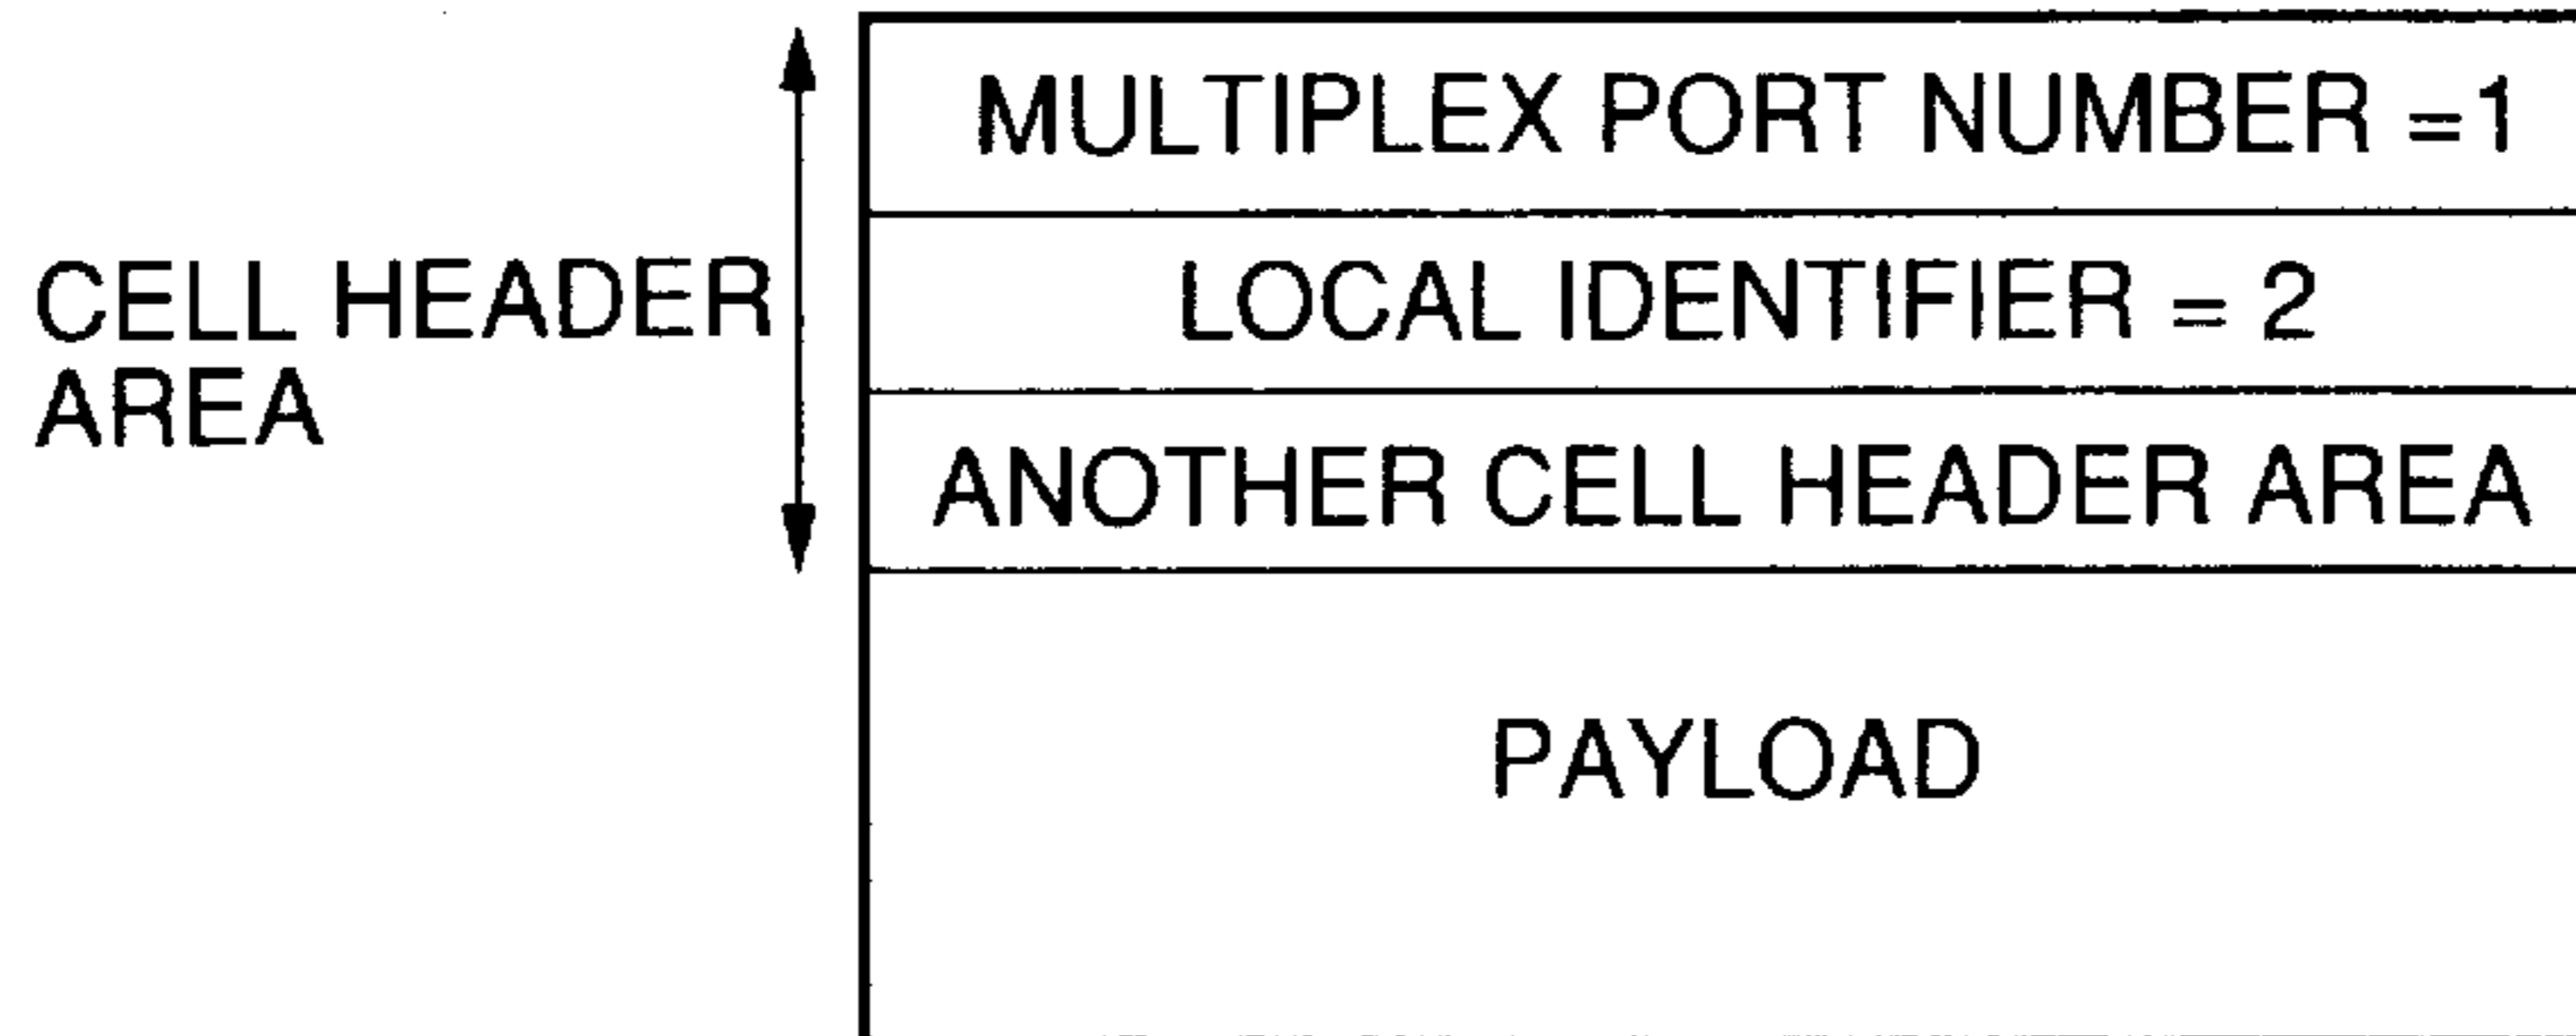 MULTIPLEX PORT NUMBER =1
LOCAL IDENTIFIER = 2
CELL HEADER
AREA
ANOTHER CELL HEADER AREA
PAYLOAD